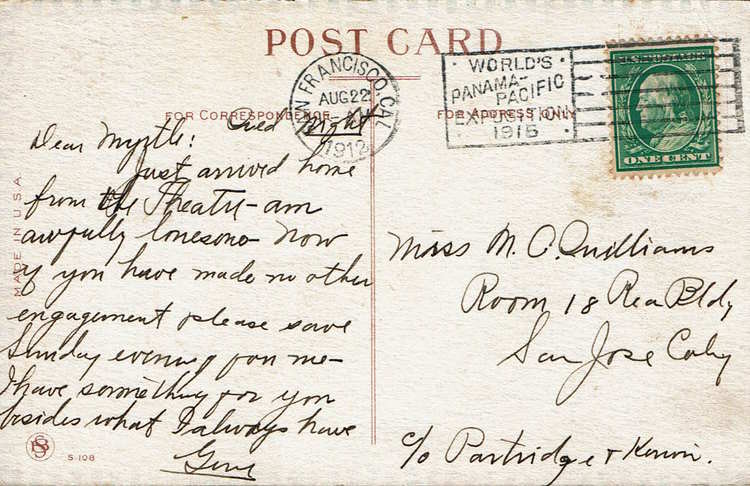 POST CARD
SAN FRANCISCO, CAL.
AUG 22
1912
WORLD'S
PANAMA-
PACIFIC
EXPOSITION
1915
ONE CENT
FOR CORRESPONDENCE
FOR ADDRESS ONLY
Wed Night
Dear Myrtle:
Just arrived home
from the Theatre - am
awfully lonesome - Now
if you have made no other
engagement please save
Sunday evening for me -
I have something for you
besides what I always have
Gene
Miss M. O. Quilliams
Room 18 Rea Bldg
San Jose Caly
c/o Partridge & Kerwin.
MADE IN U.S.A.
S-108